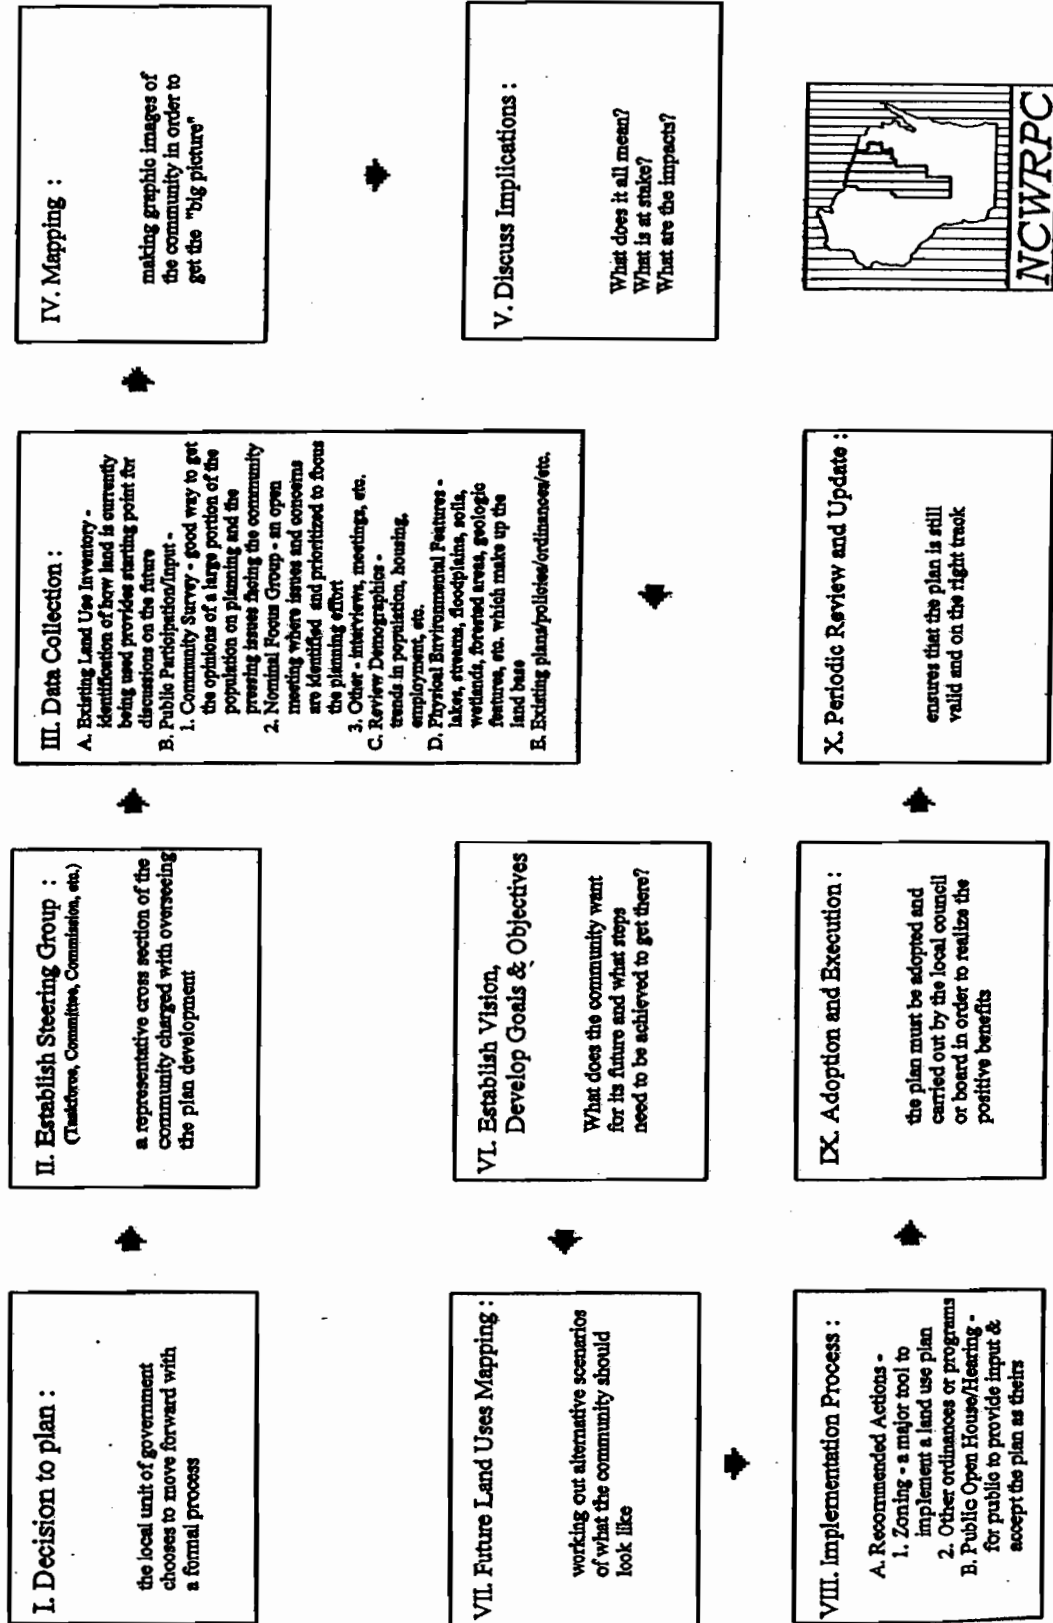 I. Decision to plan :
the local unit of government
chooses to move forward with
a formal process
II. Establish Steering Group :
(Taskforce, Committee, Commission, etc.)
a representative cross section of the
community charged with overseeing
the plan development
III. Data Collection :
A. Existing Land Use Inventory -
identification of how land is currently
being used provides starting point for
discussions on the future
B. Public Participation/Input -
1. Community Survey - good way to get
the opinions of a large portion of the
population on planning and the
pressing issues facing the community
2. Nominal Focus Group - an open
meeting where issues and concerns
are identified and prioritized to focus
the planning effort
3. Other - interviews, meetings, etc.
C. Review Demographics -
trends in population, housing,
employment, etc.
D. Physical Environmental Features -
lakes, streams, floodplains, soils,
wetlands, forested areas, geologic
features, etc. which make up the
land base
E. Existing plans/policies/ordinances/etc.
IV. Mapping :
making graphic images of
the community in order to
get the "big picture"
V. Discuss Implications :
What does it all mean?
What is at stake?
What are the impacts?
VI. Establish Vision,
Develop Goals & Objectives
What does the community want
for its future and what steps
need to be achieved to get there?
VII. Future Land Uses Mapping :
working out alternative scenarios
of what the community should
look like
VIII. Implementation Process :
A. Recommended Actions -
1. Zoning - a major tool to
implement a land use plan
2. Other ordinances or programs
B. Public Open House/Hearing -
for public to provide input &
accept the plan as theirs
IX. Adoption and Execution :
the plan must be adopted and
carried out by the local council
or board in order to realize the
positive benefits
X. Periodic Review and Update :
ensures that the plan is still
valid and on the right track
NCWRPC